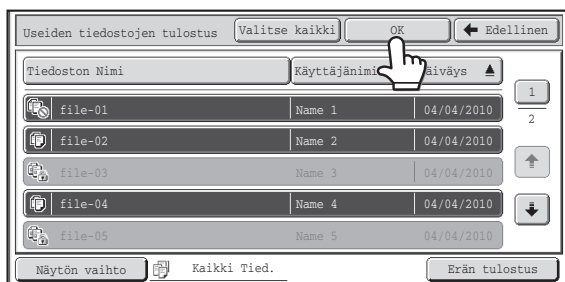 Useiden tiedostojen tulostus Valitse kaikki OK Edellinen
Tiedoston Nimi Käyttäjänimi äiväys
1
file-01 Name 1 04/04/2010
2
file-02 Name 2 04/04/2010
file-03 Name 3 04/04/2010
file-04 Name 4 04/04/2010
file-05 Name 5 04/04/2010
Näytön vaihto Kaikki Tied. Erän tulostus